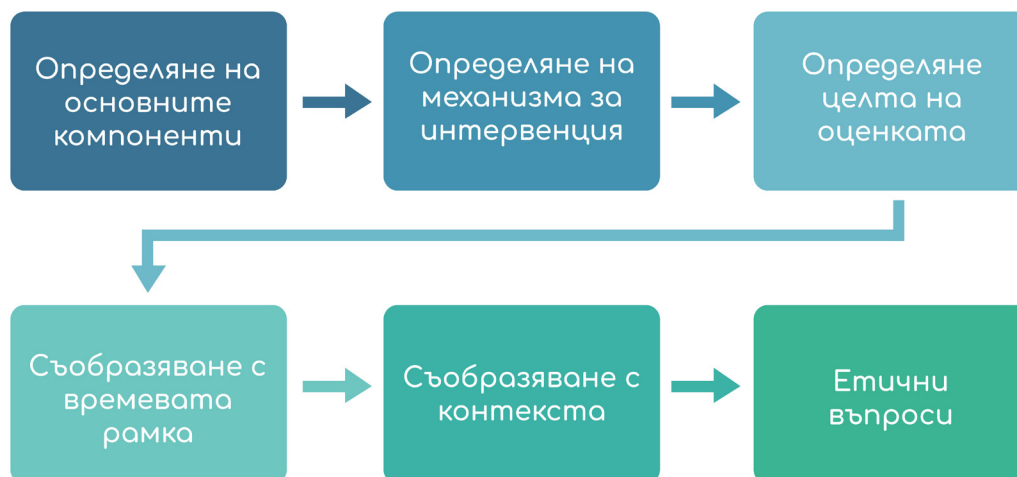 Определяне на
основните
компоненти
Определяне на
механизма за
интервенция
Определяне
целта на
оценката
Съобразяване с
времевата
рамка
Съобразяване с
контекста
Етични
въпроси